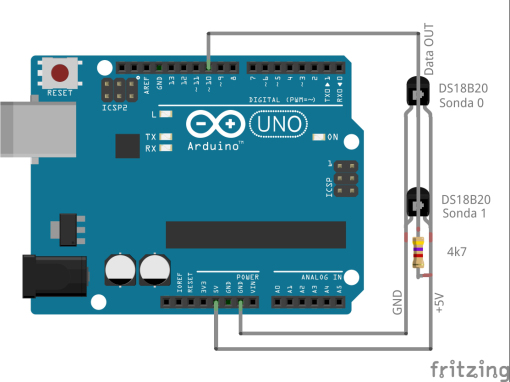 Data OUT
RESET
AREF
GND
13
12
~11
~10
~9
8
7
~6
~5
4
~3
2
TX0▸1
RX0◂0
ICSP2
DIGITAL (PWM=~)
L
TX
RX
UNO
Arduino™
ON
1
ICSP
DS18B20
Sonda 0
DS18B20
Sonda 1
4k7
IOREF
RESET
3V3
5V
GND
GND
VIN
POWER
ANALOG IN
A0
A1
A2
A3
A4
A5
GND
+5V
fritzing